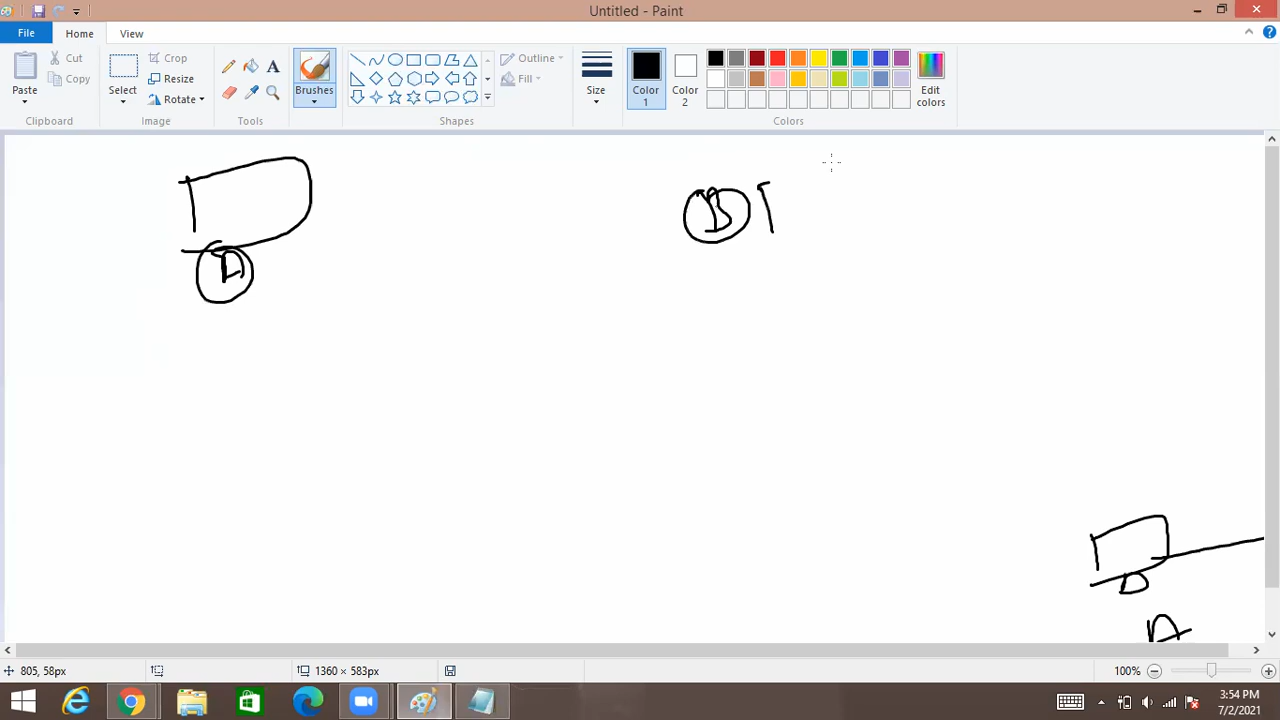 Untitled - Paint
File Home View
Paste
Cut
Copy
Clipboard
Select
Crop
Resize
Rotate
Image
A
Tools
Brushes
Outline
Fill
Shapes
Size
Color 1
Color 2
Edit colors
Colors
B
D
D
A
805, 58px
1360 × 583px
100%
3:54 PM
7/2/2021